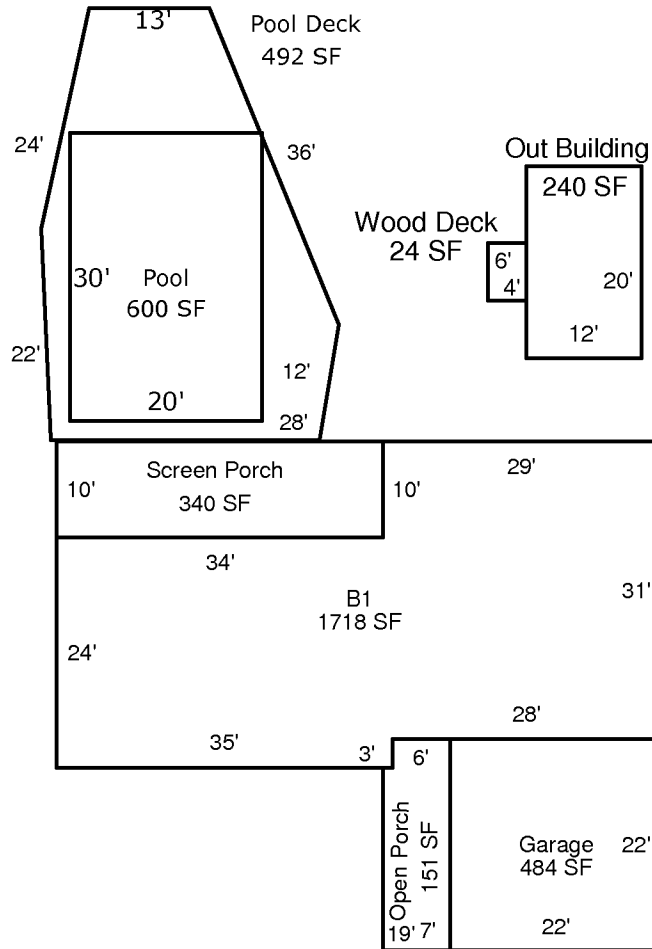 13'
Pool Deck
492 SF
24'
36'
30'
Pool
600 SF
22'
12'
20'
28'
Out Building
240 SF
Wood Deck
24 SF
6'
4'
20'
12'
Screen Porch
340 SF
10'
10'
29'
34'
B1
1718 SF
31'
24'
28'
35'
3'
6'
Open Porch
151 SF
19'
7'
Garage
484 SF
22'
22'